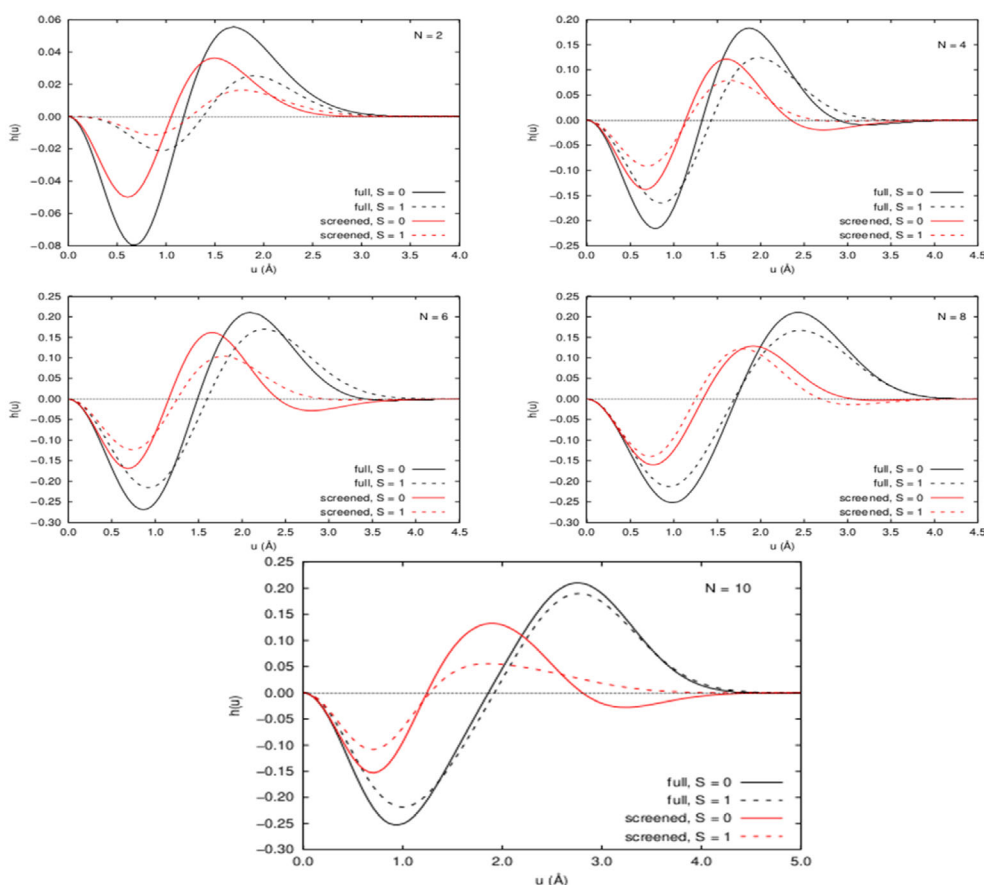 N = 2
h(u)
0.06
0.04
0.02
0.00
−0.02
−0.04
−0.06
−0.08
full, S = 0
full, S = 1
screened, S = 0
screened, S = 1
0.0 0.5 1.0 1.5 2.0 2.5 3.0 3.5 4.0
u (Å)
N = 4
h(u)
0.20
0.15
0.10
0.05
0.00
−0.05
−0.10
−0.15
−0.20
−0.25
full, S = 0
full, S = 1
screened, S = 0
screened, S = 1
0.0 0.5 1.0 1.5 2.0 2.5 3.0 3.5 4.0 4.5
u (Å)
N = 6
h(u)
0.25
0.20
0.15
0.10
0.05
0.00
−0.05
−0.10
−0.15
−0.20
−0.25
−0.30
full, S = 0
full, S = 1
screened, S = 0
screened, S = 1
0.0 0.5 1.0 1.5 2.0 2.5 3.0 3.5 4.0 4.5
u (Å)
N = 8
h(u)
0.25
0.20
0.15
0.10
0.05
0.00
−0.05
−0.10
−0.15
−0.20
−0.25
−0.30
full, S = 0
full, S = 1
screened, S = 0
screened, S = 1
0.0 0.5 1.0 1.5 2.0 2.5 3.0 3.5 4.0 4.5
u (Å)
N = 10
h(u)
0.25
0.20
0.15
0.10
0.05
0.00
−0.05
−0.10
−0.15
−0.20
−0.25
−0.30
full, S = 0
full, S = 1
screened, S = 0
screened, S = 1
0.0 1.0 2.0 3.0 4.0 5.0
u (Å)